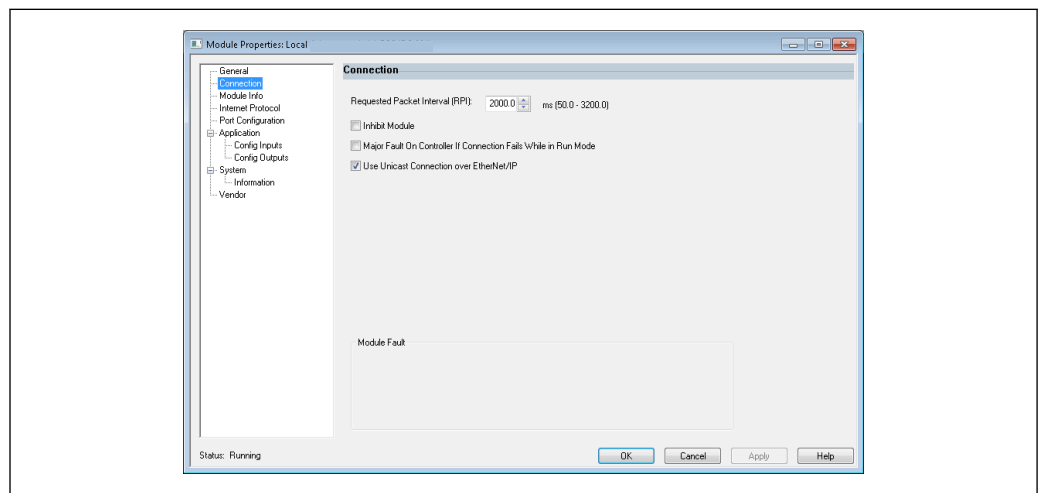 Module Properties: Local
General
Connection
Module Info
Internet Protocol
Port Configuration
Application
Config Inputs
Config Outputs
System
Information
Vendor
Connection
Requested Packet Interval (RPI): 2000.0 ms (50.0 - 3200.0)
Inhibit Module
Major Fault On Controller If Connection Fails While in Run Mode
Use Unicast Connection over EtherNet/IP
Module Fault
Status: Running
OK Cancel Apply Help